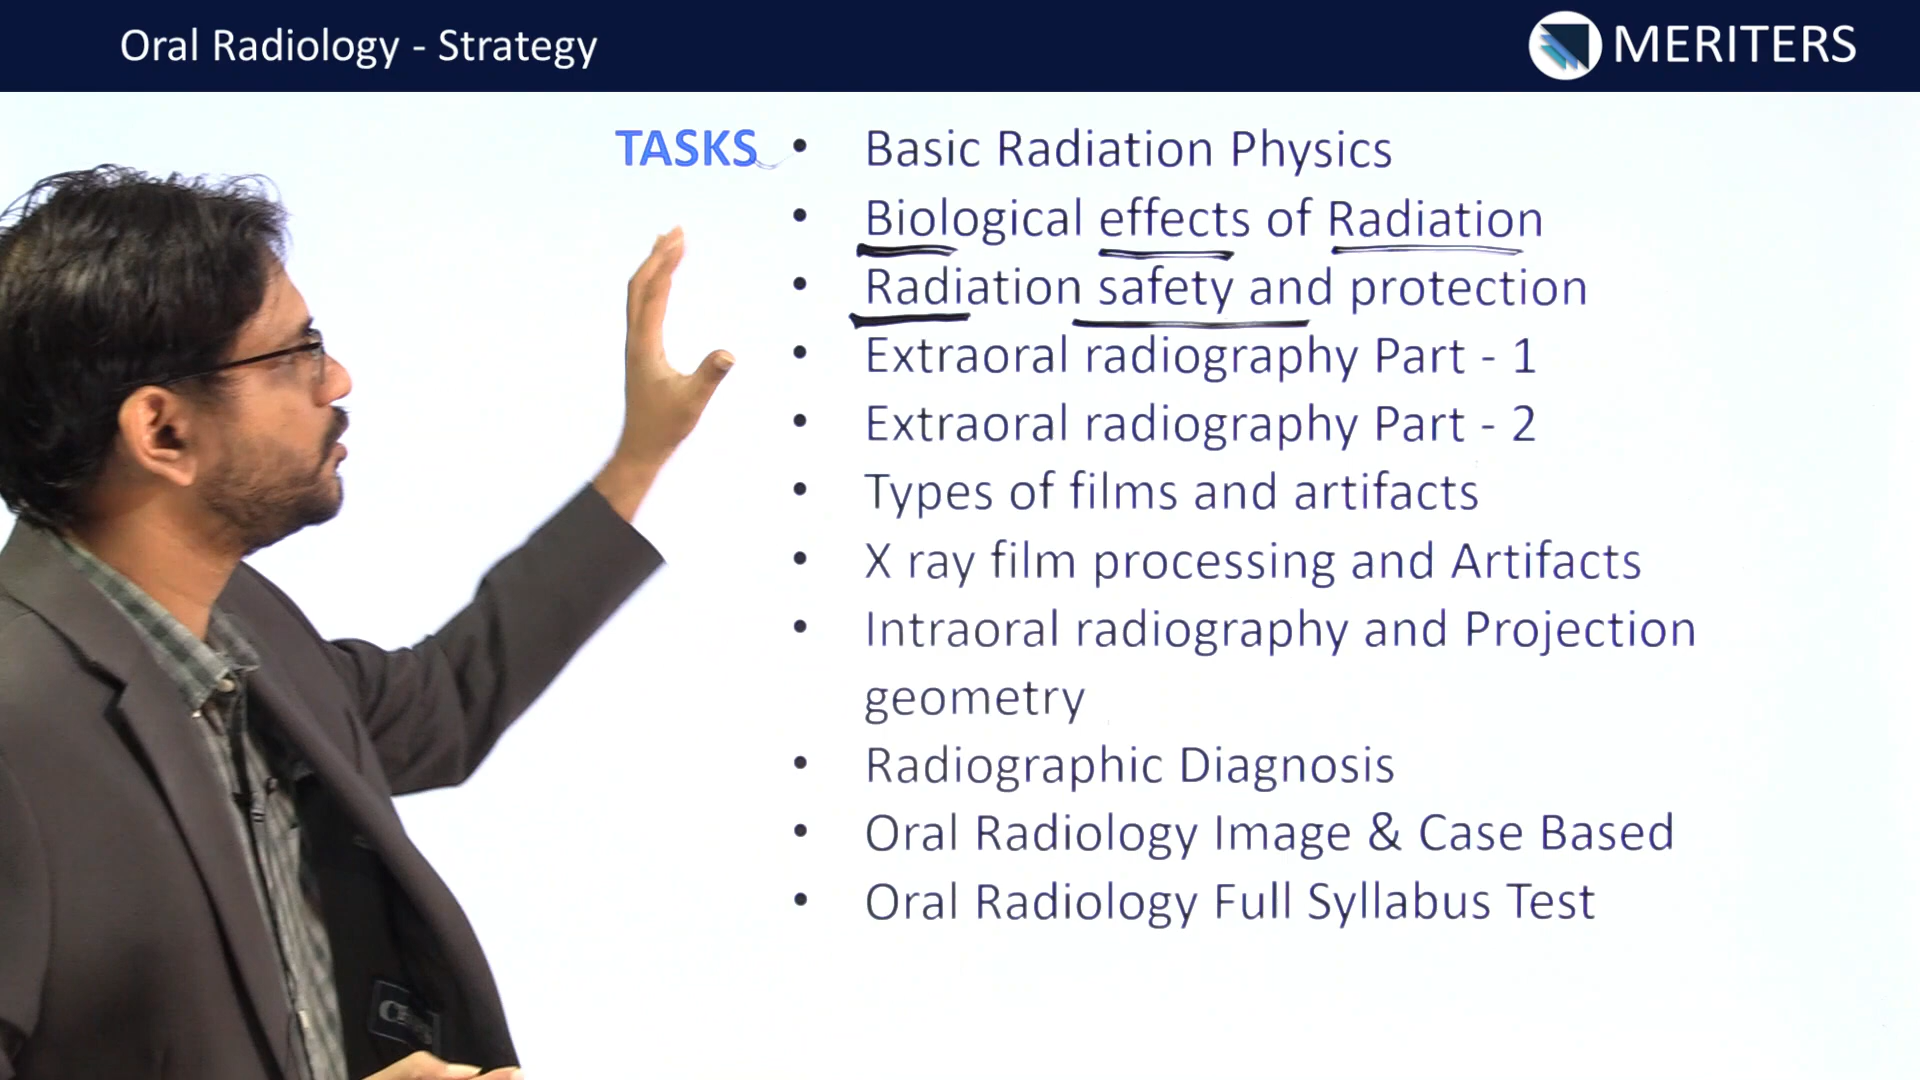 Oral Radiology - Strategy
MERITERS
TASKS
• Basic Radiation Physics
• Biological effects of Radiation
• Radiation safety and protection
• Extraoral radiography Part - 1
• Extraoral radiography Part - 2
• Types of films and artifacts
• X ray film processing and Artifacts
• Intraoral radiography and Projection
geometry
• Radiographic Diagnosis
• Oral Radiology Image & Case Based
• Oral Radiology Full Syllabus Test